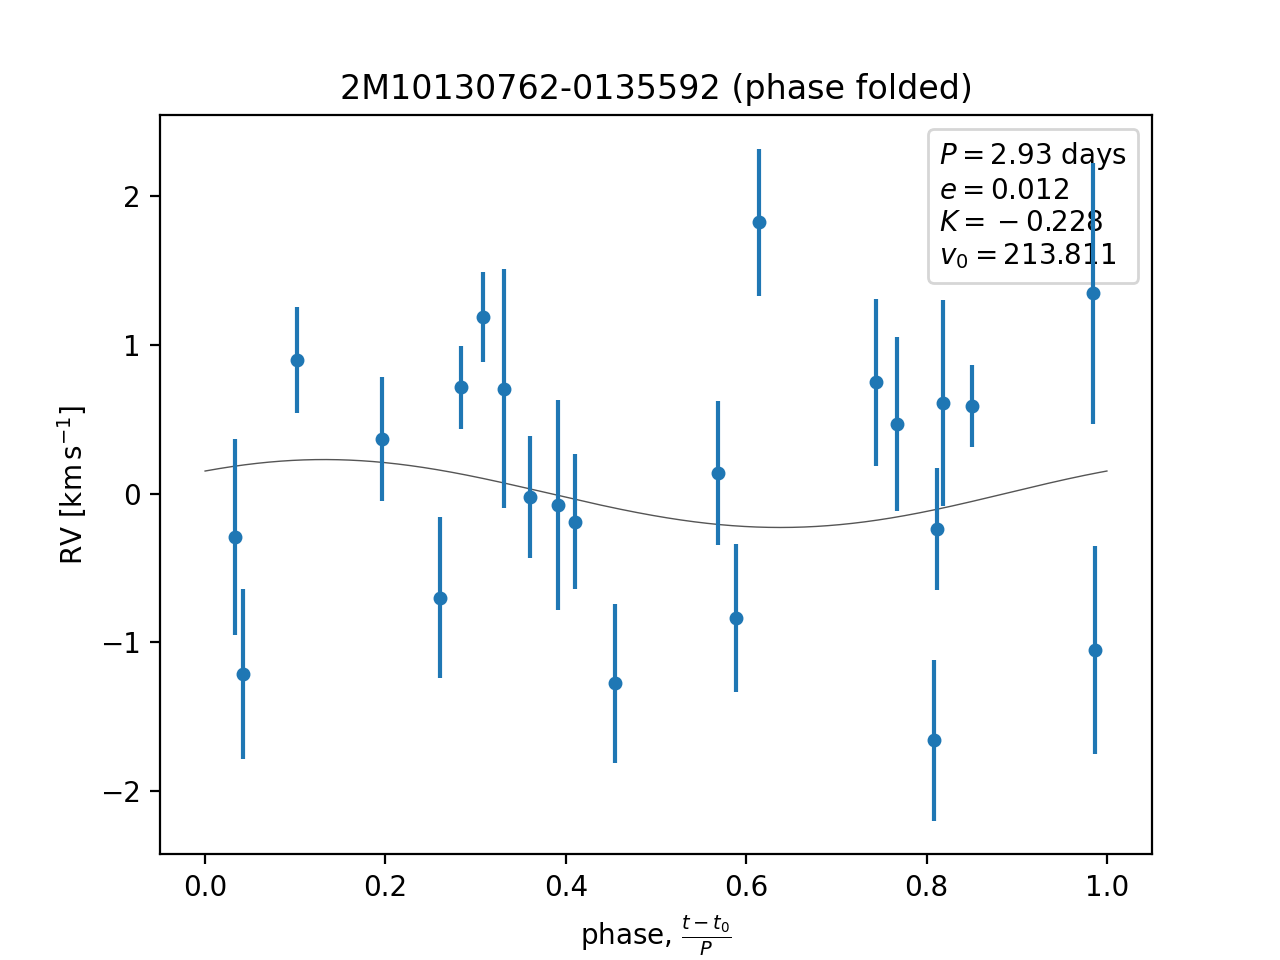 2M10130762-0135592 (phase folded)
P = 2.93 days
e = 0.012
K = −0.228
v₀ = 213.811
RV [km s⁻¹]
2
1
0
−1
−2
0.0 0.2 0.4 0.6 0.8 1.0
phase, (t − t₀)/P